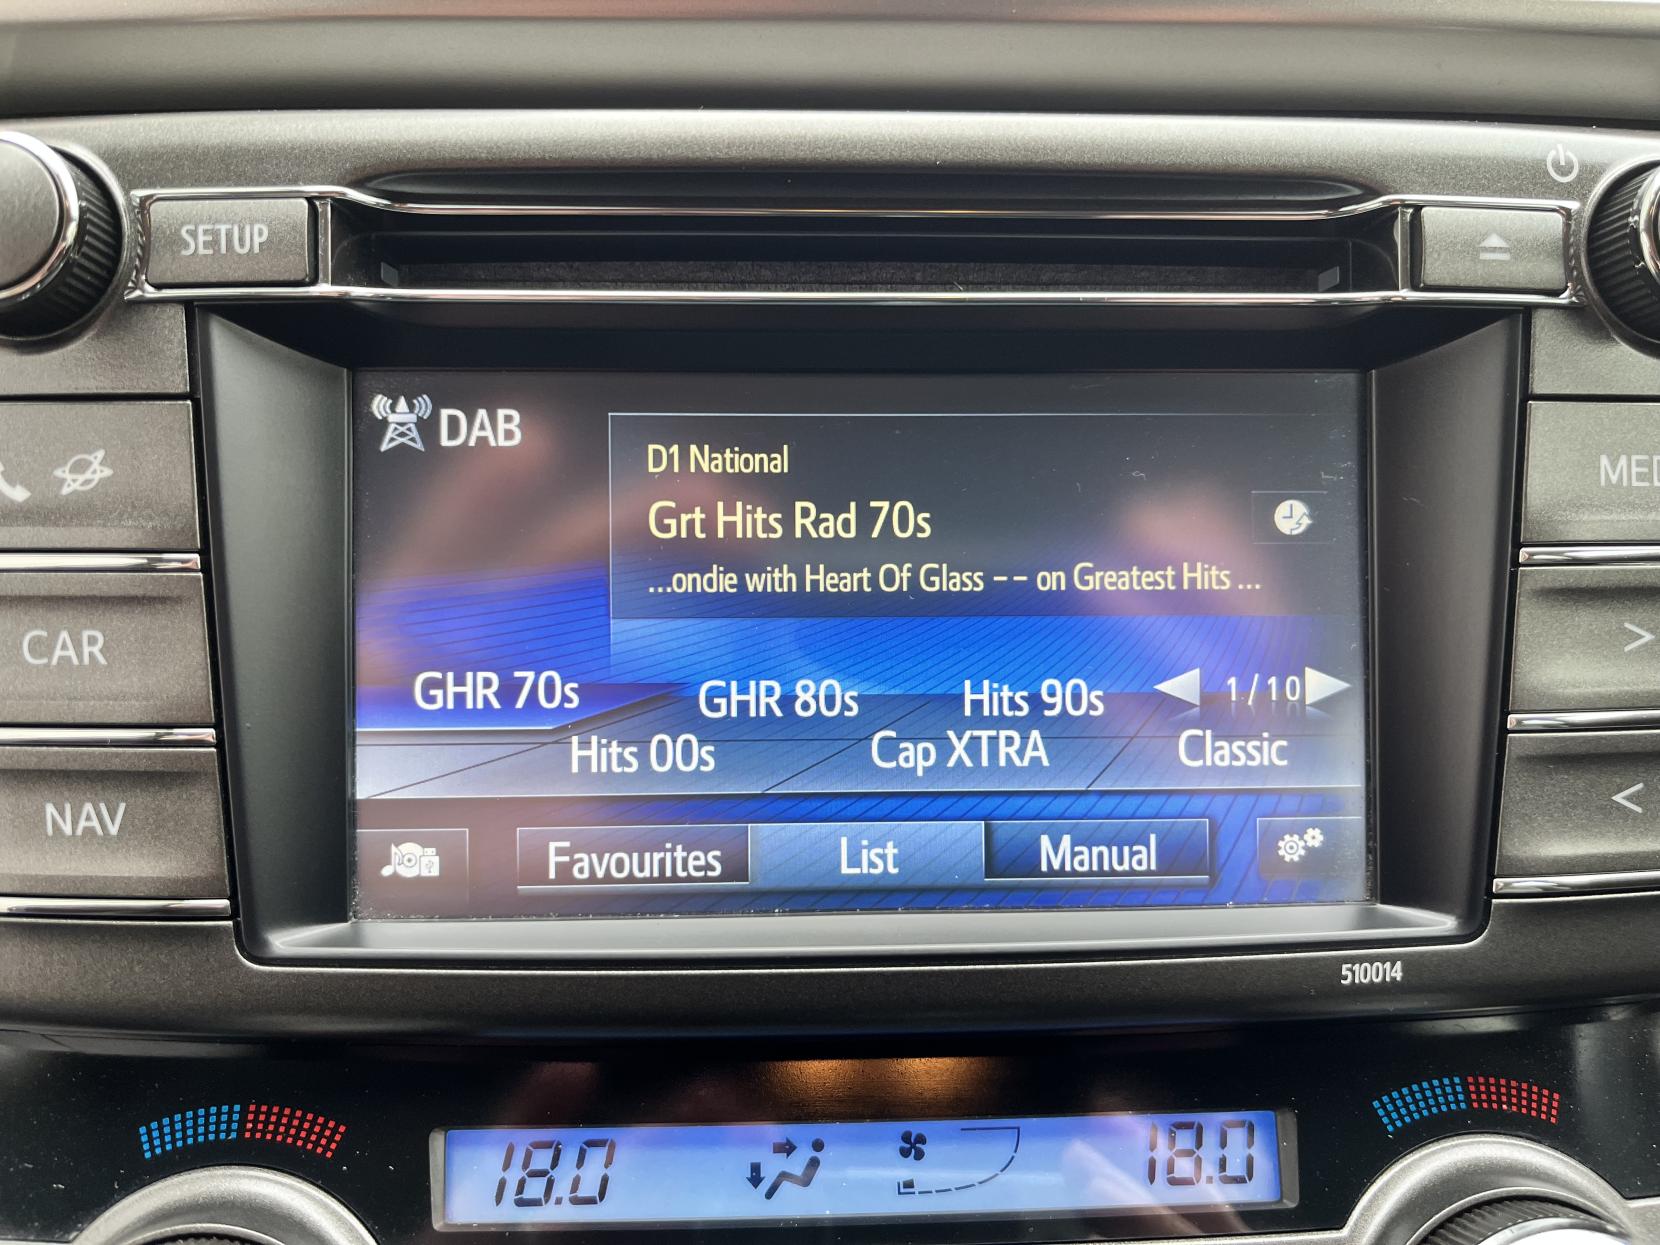 SETUP
DAB
D1 National
Grt Hits Rad 70s
...ondie with Heart Of Glass -- on Greatest Hits ...
GHR 70s GHR 80s Hits 90s 1/10
Hits 00s Cap XTRA Classic
Favourites List Manual
CAR
NAV
MED
>
<
510014
18.0 18.0